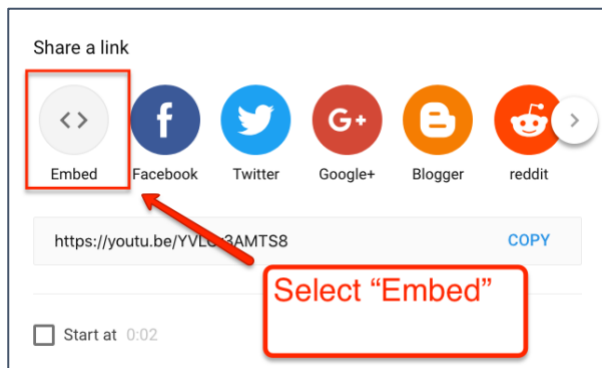 Share a link
<>
f
G+
B
>
Embed
Facebook
Twitter
Google+
Blogger
reddit
COPY
Select “Embed”
Start at 0:02